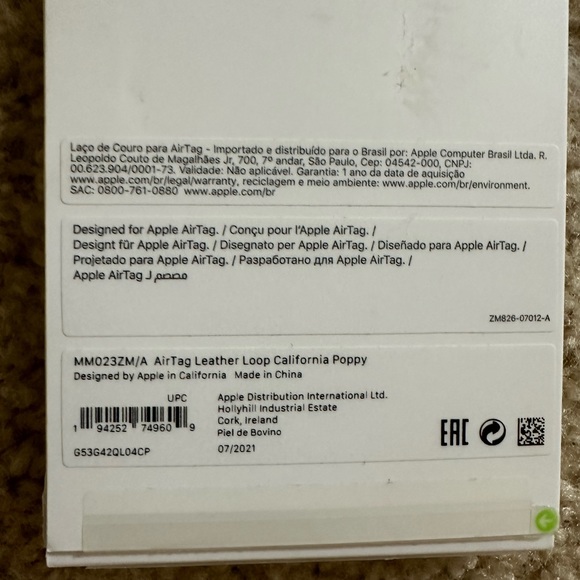 Laço de Couro para AirTag - Importado e distribuído para o Brasil por: Apple Computer Brasil Ltda. R.
Leopoldo Couto de Magalhães Jr, 700, 7º andar, São Paulo, Cep: 04542-000, CNPJ:
00.623.904/0001-73. Validade: Não aplicável. Garantia: 1 ano da data de aquisição
www.apple.com/br/legal/warranty, reciclagem e meio ambiente: www.apple.com/br/environment.
SAC: 0800-761-0880 www.apple.com/br
Designed for Apple AirTag. / Conçu pour l'Apple AirTag. /
Designt für Apple AirTag. / Disegnato per Apple AirTag. / Diseñado para Apple AirTag. /
Projetado para Apple AirTag. / Разработано для Apple AirTag. /
مصمم لـ Apple AirTag
ZM826-07012-A
MM023ZM/A AirTag Leather Loop California Poppy
Designed by Apple in California Made in China
UPC
1 94252 74960 9
G53G42QL04CP
Apple Distribution International Ltd.
Hollyhill Industrial Estate
Cork, Ireland
Piel de Bovino
07/2021
EAC